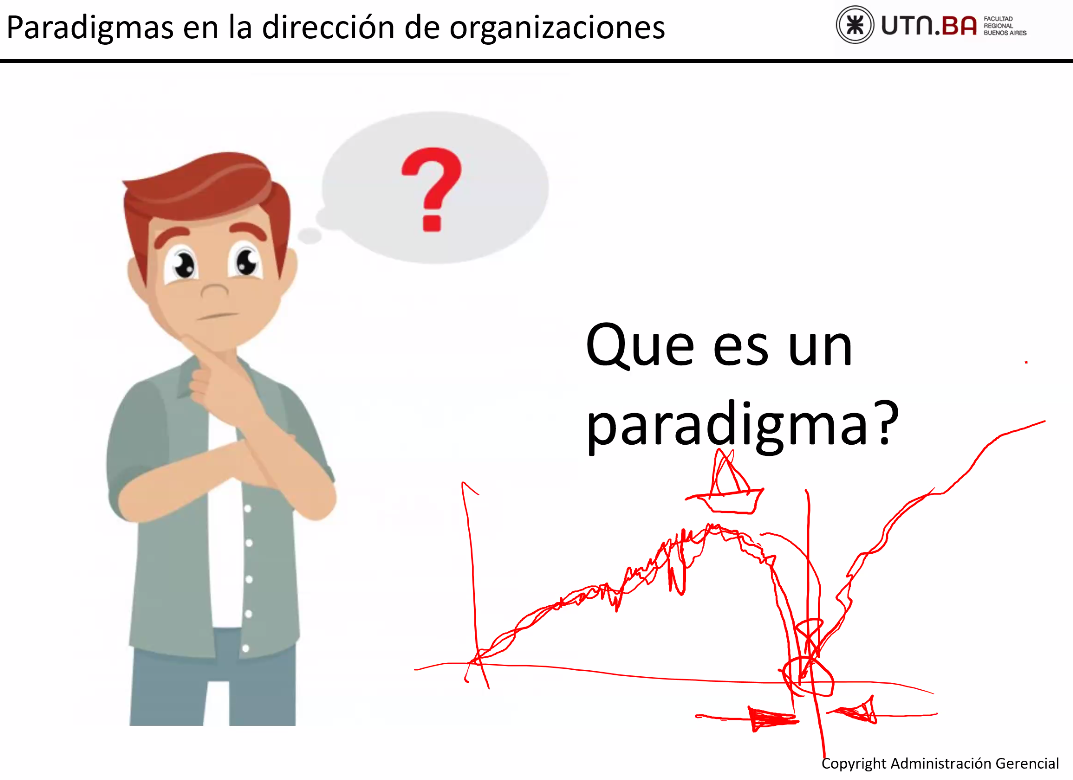 Paradigmas en la dirección de organizaciones
UTN.BA
FACULTAD
REGIONAL
BUENOS AIRES
?
Que es un
paradigma?
Copyright Administración Gerencial